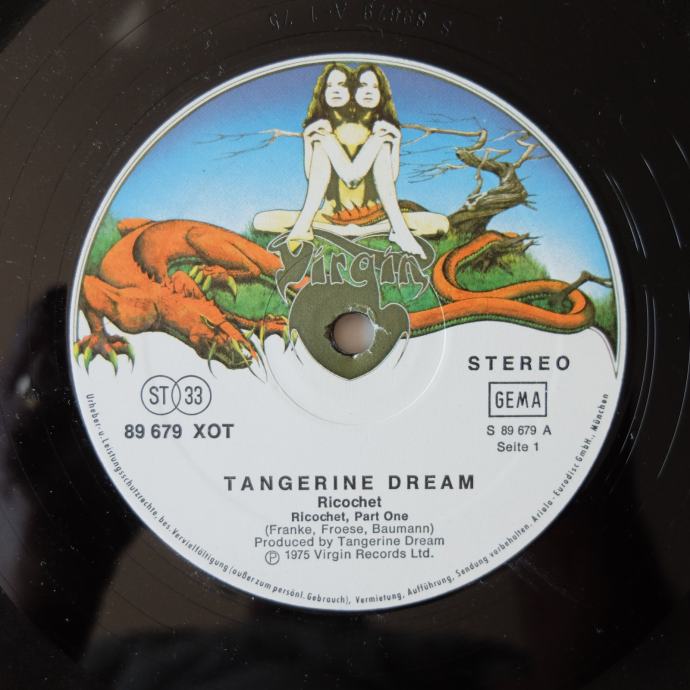 S 89679 A
Virgin
ST 33
STEREO
89 679 XOT
GEMA
S 89 679 A
Seite 1
TANGERINE DREAM
Ricochet
Ricochet, Part One
(Franke, Froese, Baumann)
Produced by Tangerine Dream
Ⓟ 1975 Virgin Records Ltd.
Urheber- u. Leistungsschutzrechte, bes. Vervielfältigung (außer zum persönl. Gebrauch), Vermietung, Aufführung, Sendung vorbehalten. Ariola-Eurodisc GmbH., München